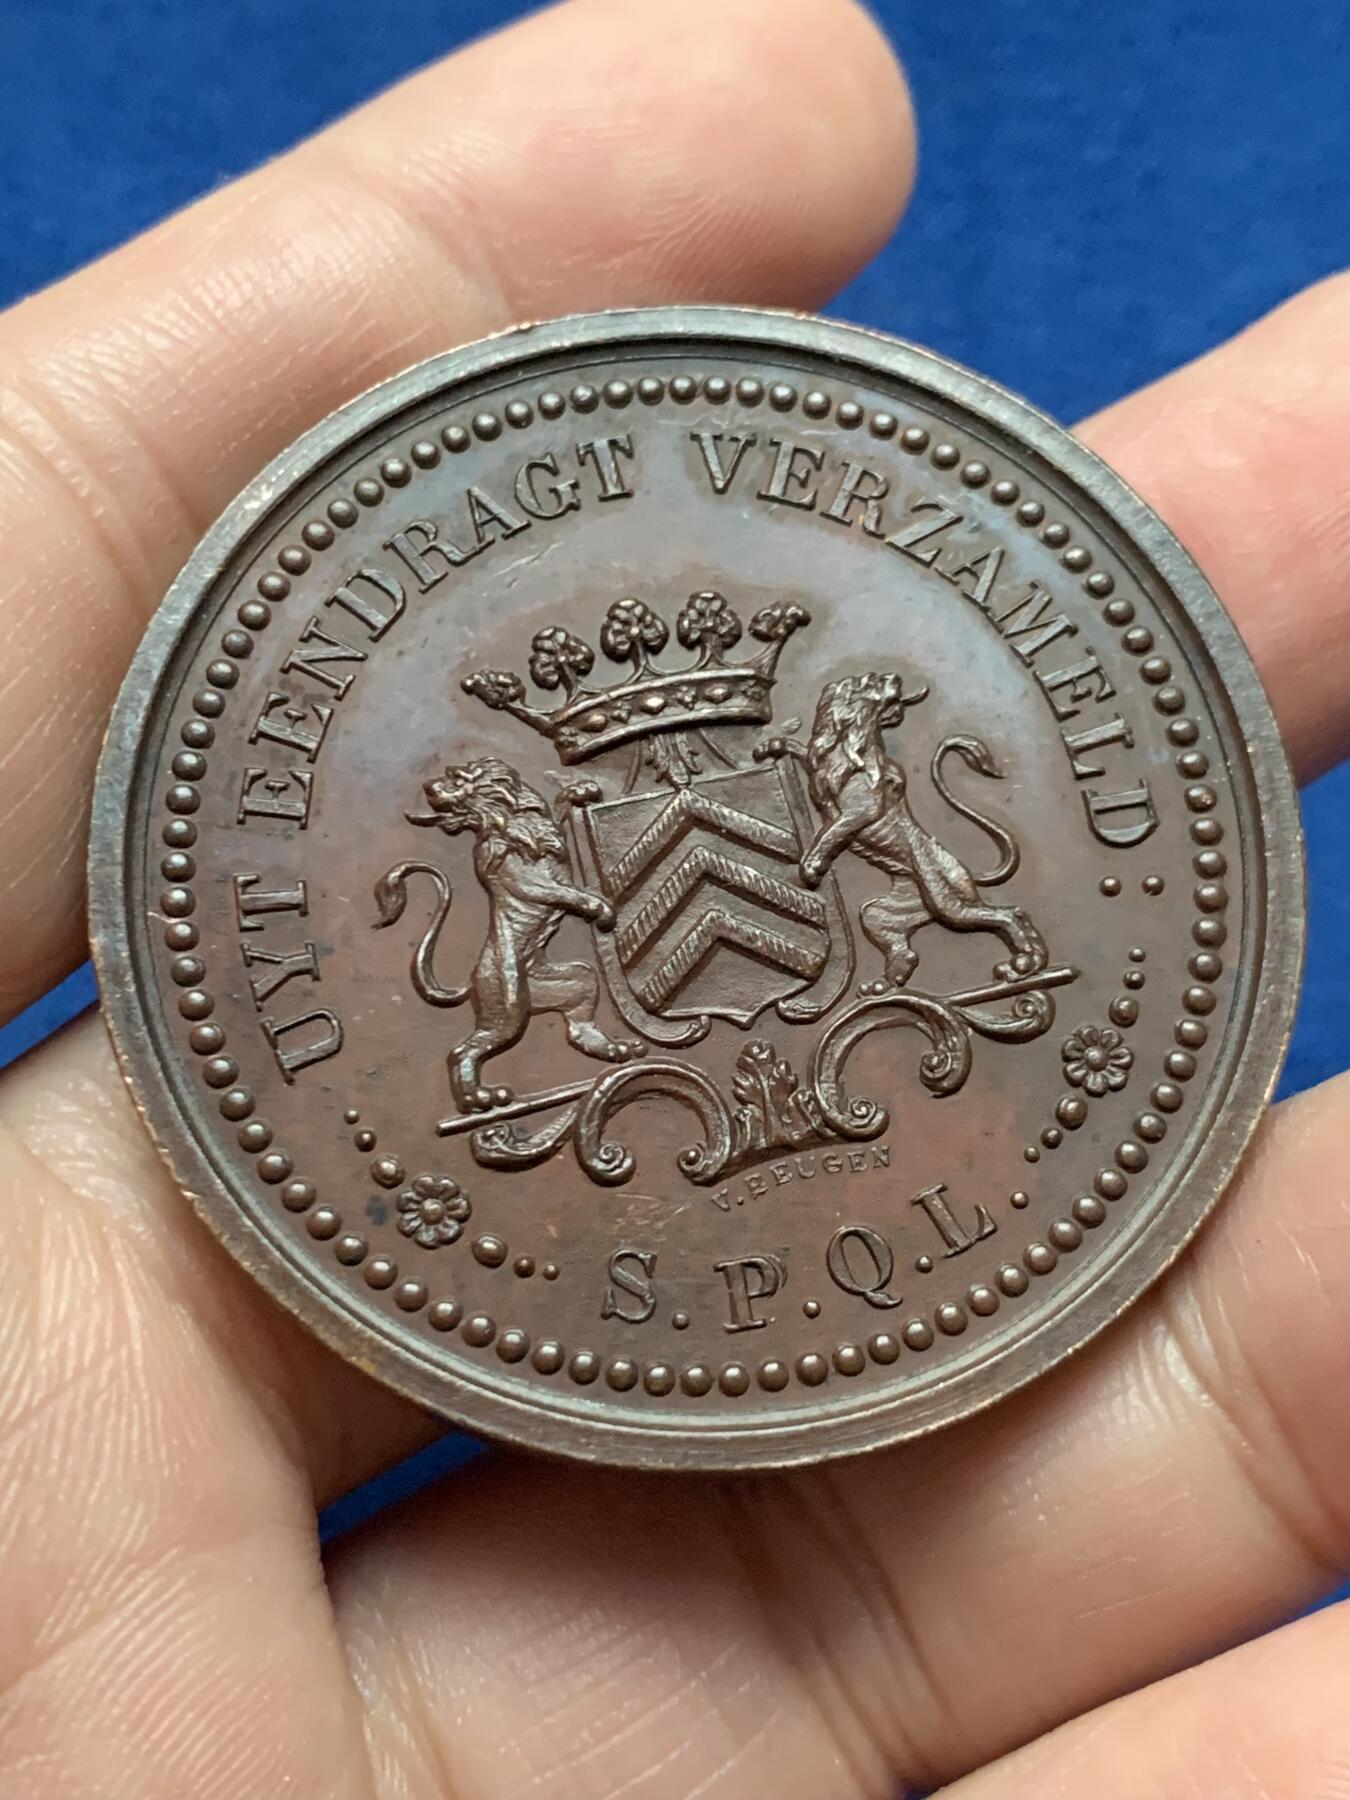 UYT EENDRAGT VERZAMELD:
V.BEUGEN
S.P.Q.L.